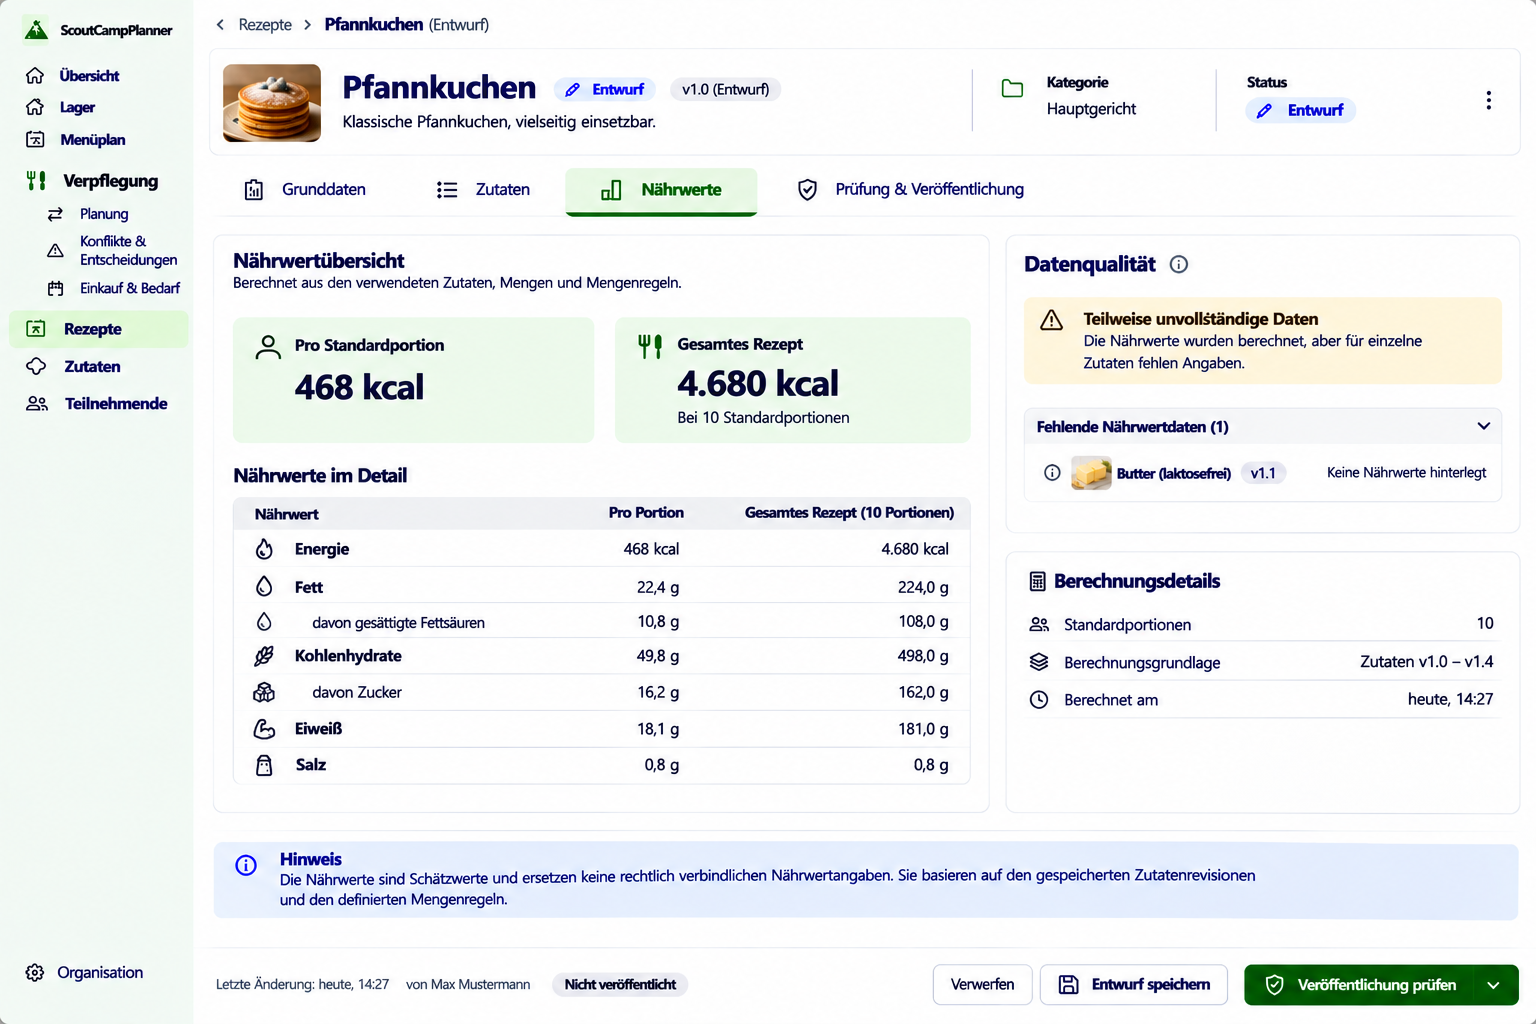 ScoutCampPlanner
Übersicht
Lager
Menüplan
Verpflegung
Planung
Konflikte &
Entscheidungen
Einkauf & Bedarf
Rezepte
Zutaten
Teilnehmende
Organisation
Rezepte Pfannkuchen (Entwurf)
Pfannkuchen Entwurf v1.0 (Entwurf)
Klassische Pfannkuchen, vielseitig einsetzbar.
Kategorie
Hauptgericht
Status
Entwurf
Grunddaten Zutaten Nährwerte Prüfung & Veröffentlichung
Nährwertübersicht
Berechnet aus den verwendeten Zutaten, Mengen und Mengenregeln.
Pro Standardportion
468 kcal
Gesamtes Rezept
4.680 kcal
Bei 10 Standardportionen
Nährwerte im Detail
Nährwert Pro Portion Gesamtes Rezept (10 Portionen)
Energie 468 kcal 4.680 kcal
Fett 22,4 g 224,0 g
davon gesättigte Fettsäuren 10,8 g 108,0 g
Kohlenhydrate 49,8 g 498,0 g
davon Zucker 16,2 g 162,0 g
Eiweiß 18,1 g 181,0 g
Salz 0,8 g 0,8 g
Datenqualität
Teilweise unvollständige Daten
Die Nährwerte wurden berechnet, aber für einzelne
Zutaten fehlen Angaben.
Fehlende Nährwertdaten (1)
Butter (laktosefrei) v1.1 Keine Nährwerte hinterlegt
Berechnungsdetails
Standardportionen 10
Berechnungsgrundlage Zutaten v1.0 – v1.4
Berechnet am heute, 14:27
Hinweis
Die Nährwerte sind Schätzwerte und ersetzen keine rechtlich verbindlichen Nährwertangaben. Sie basieren auf den gespeicherten Zutatenrevisionen
und den definierten Mengenregeln.
Letzte Änderung: heute, 14:27 von Max Mustermann Nicht veröffentlicht
Verwerfen Entwurf speichern Veröffentlichung prüfen